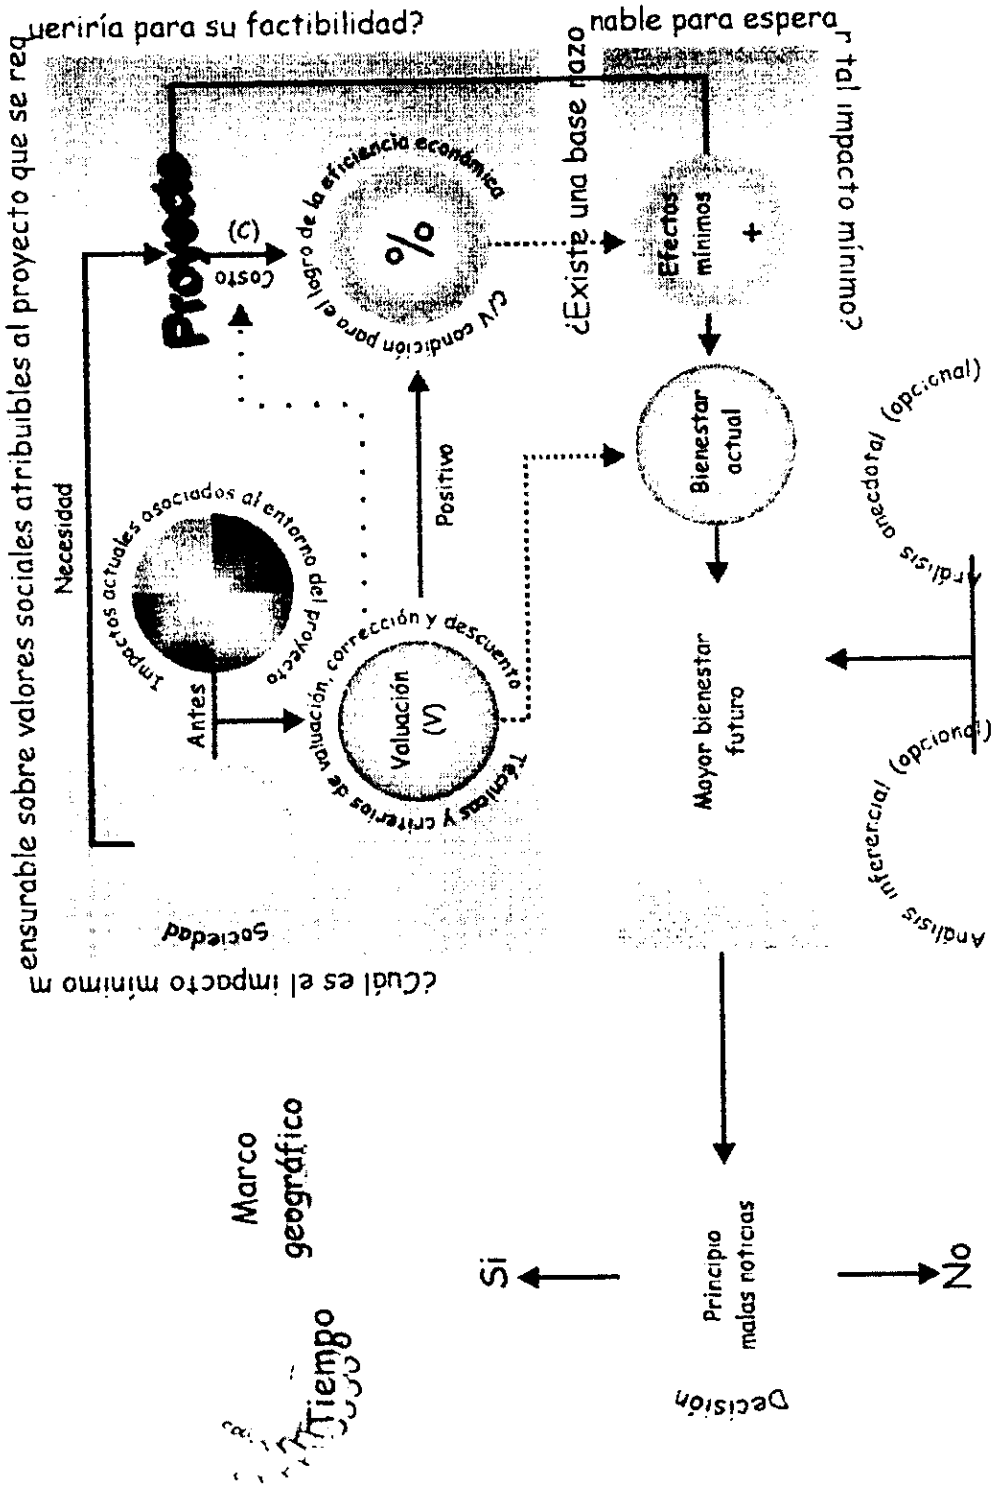 ¿Cuál es el impacto mínimo mensurable sobre valores sociales atribuibles al proyecto que se requeriría para su factibilidad?
Sociedad
Necesidad
Proyecto
Impactos actuales asociados al entorno del proyecto
Antes
Costo
(C)
Técnicas y criterios de valuación, corrección y descuento
Valuación
(V)
Positivo
C/V condición para el logro de la eficiencia económica
%
¿Existe una base razonable para esperar tal impacto mínimo?
Efectos
mínimos
+
Bienestar
actual
Mayor bienestar
futuro
Análisis inferencial (opcional)
Análisis anecdotal (opcional)
Marco
geográfico
Tiempo
Si
Principio
malas noticias
No
Decisión